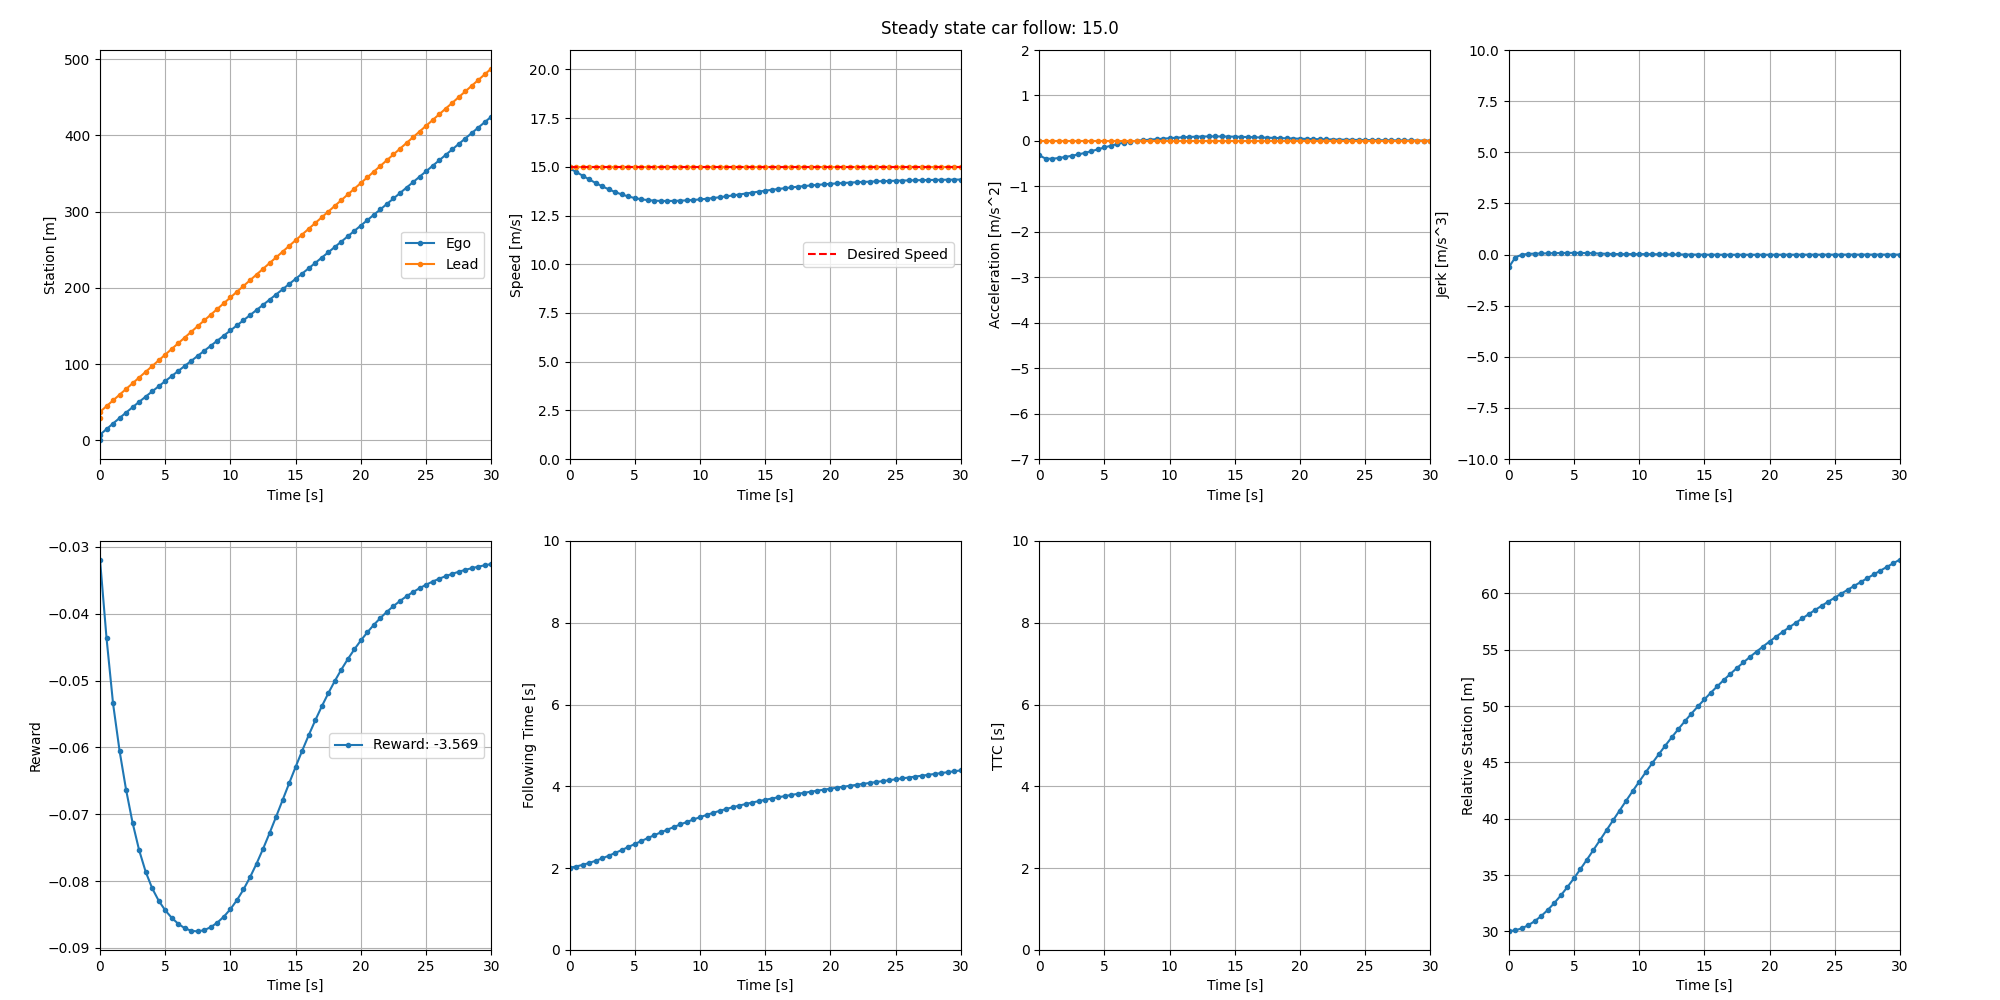 Steady state car follow: 15.0
Station [m]
500
400
300
200
100
0
Ego
Lead
0 5 10 15 20 25 30
Time [s]
Speed [m/s]
20.0
17.5
15.0
12.5
10.0
7.5
5.0
2.5
0.0
Desired Speed
0 5 10 15 20 25 30
Time [s]
Acceleration [m/s^2]
2
1
0
−1
−2
−3
−4
−5
−6
−7
0 5 10 15 20 25 30
Time [s]
Jerk [m/s^3]
10.0
7.5
5.0
2.5
0.0
−2.5
−5.0
−7.5
−10.0
0 5 10 15 20 25 30
Time [s]
Reward
−0.03
−0.04
−0.05
−0.06
−0.07
−0.08
−0.09
Reward: -3.569
0 5 10 15 20 25 30
Time [s]
Following Time [s]
10
8
6
4
2
0
0 5 10 15 20 25 30
Time [s]
TTC [s]
10
8
6
4
2
0
0 5 10 15 20 25 30
Time [s]
Relative Station [m]
60
55
50
45
40
35
30
0 5 10 15 20 25 30
Time [s]